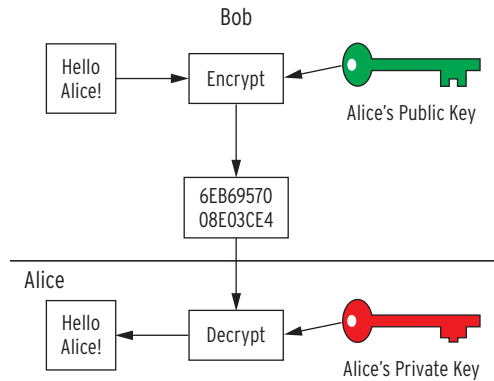 Bob
Hello
Alice!
Encrypt
Alice's Public Key
6EB69570
08E03CE4
Alice
Hello
Alice!
Decrypt
Alice's Private Key